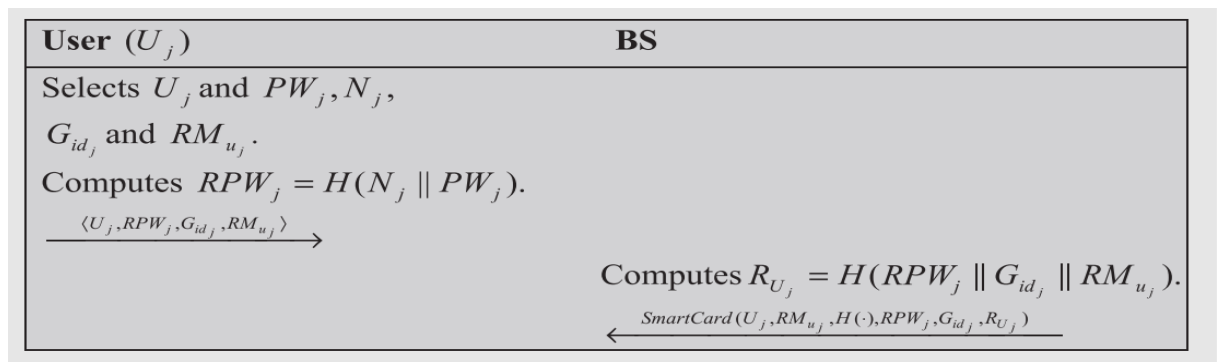 User (U_j) BS
Selects U_j and PW_j, N_j,
G_{id_j} and RM_{u_j}.
Computes RPW_j = H(N_j || PW_j).
⟨U_j, RPW_j, G_{id_j}, RM_{u_j}⟩
Computes R_{U_j} = H(RPW_j || G_{id_j} || RM_{u_j}).
SmartCard(U_j, RM_{u_j}, H(·), RPW_j, G_{id_j}, R_{U_j})